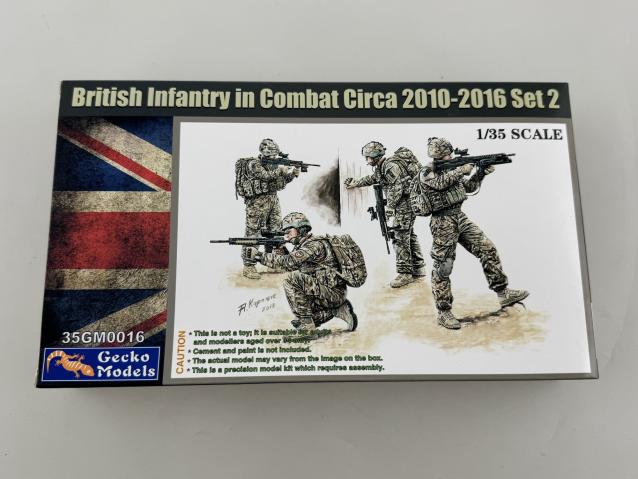 British Infantry in Combat Circa 2010-2016 Set 2
1/35 SCALE
35GM0016
Gecko
Models
CAUTION
* This is not a toy; it is suitable for
and modellers aged over
* Cement and paint is not included.
* The actual model may vary from the image on the box.
* This is a precision model kit which requires assembly.